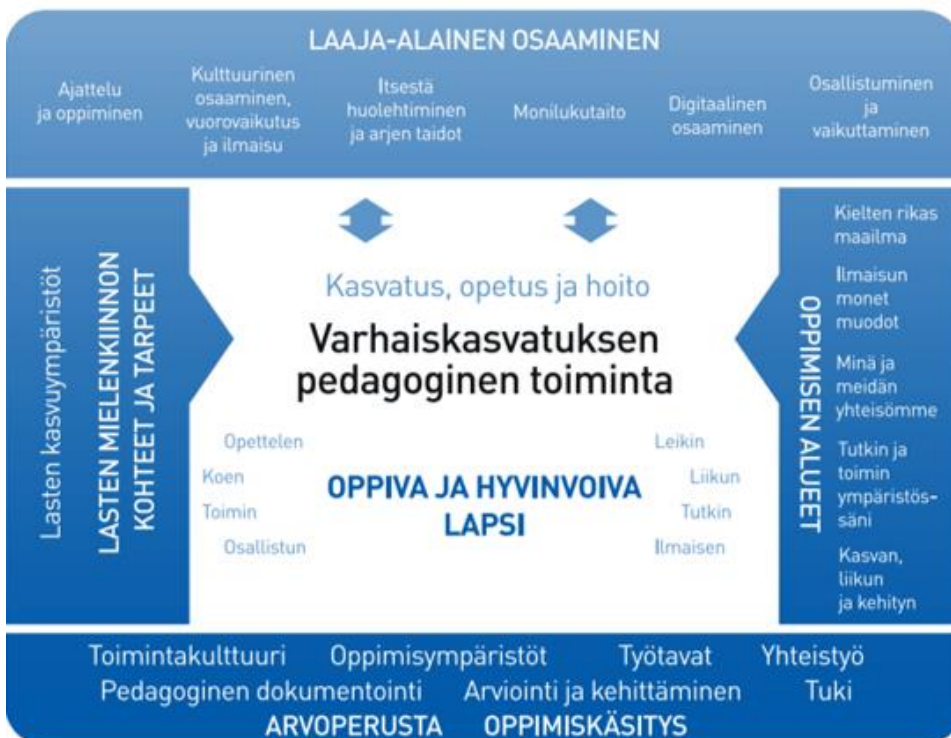 LAAJA-ALAINEN OSAAMINEN
Ajattelu
ja oppiminen
Kulttuurinen
osaaminen,
vuorovaikutus
ja ilmaisu
Itsestä
huolehtiminen
ja arjen taidot
Monilukutaito
Digitaalinen
osaaminen
Osallistuminen
ja
vaikuttaminen
Lasten kasvuympäristöt
LASTEN MIELENKIINNON
KOHTEET JA TARPEET
Kasvatus, opetus ja hoito
Varhaiskasvatuksen
pedagoginen toiminta
Opettelen
Koen
Toimin
Osallistun
OPPIVA JA HYVINVOIVA
LAPSI
Leikin
Liikun
Tutkin
Ilmaisen
OPPIMISEN ALUEET
Kielten rikas
maailma
Ilmaisun
monet
muodot
Minä ja
meidän
yhteisömme
Tutkin ja
toimin
ympäristös-
säni
Kasvan,
liikun
ja kehityn
Toimintakulttuuri Oppimisympäristöt Työtavat Yhteistyö
Pedagoginen dokumentointi Arviointi ja kehittäminen Tuki
ARVOPERUSTA OPPIMISKÄSITYS